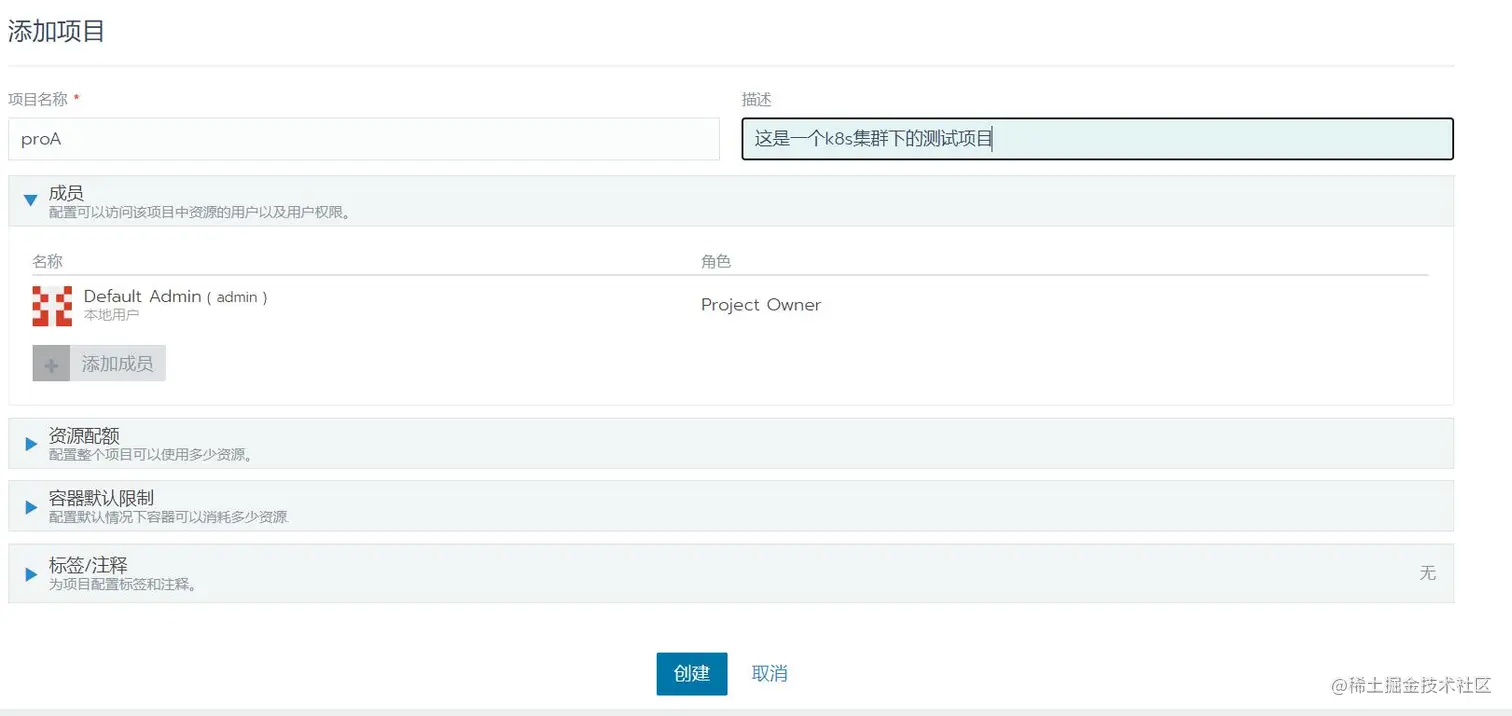 添加项目
项目名称 *
描述
proA
这是一个k8s集群下的测试项目
成员
配置可以访问该项目中资源的用户以及用户权限。
名称
角色
Default Admin ( admin )
本地用户
Project Owner
+ 添加成员
资源配额
配置整个项目可以使用多少资源。
容器默认限制
配置默认情况下容器可以消耗多少资源
标签/注释
为项目配置标签和注释。
无
创建
取消
@稀土掘金技术社区